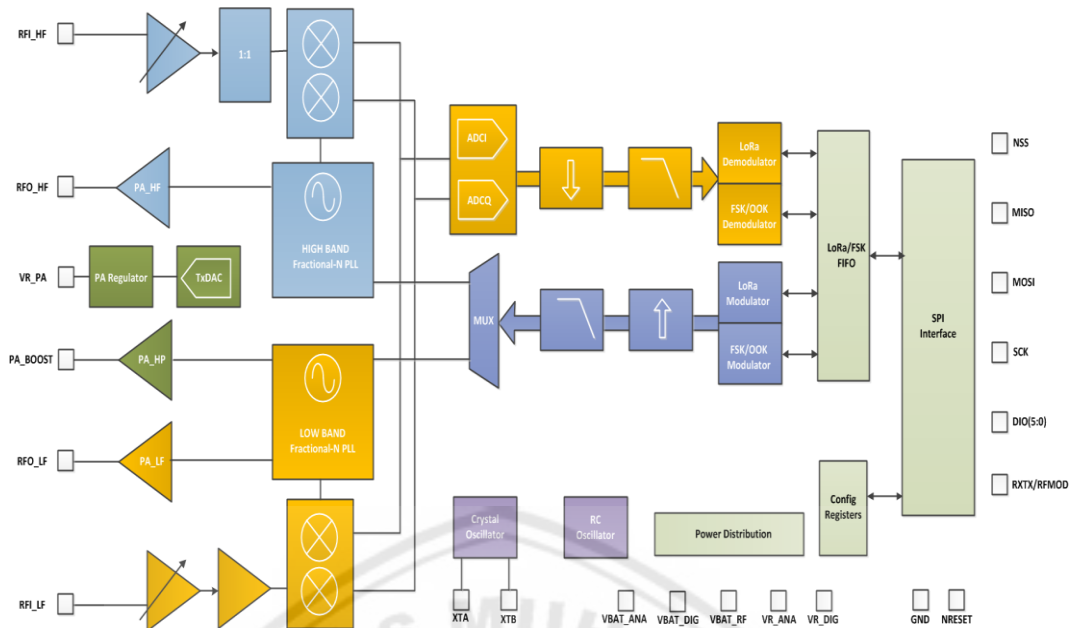 RFI_HF
1:1
RFO_HF
PA_HF
HIGH BAND
Fractional-N PLL
VR_PA
PA Regulator
TxDAC
PA_BOOST
PA_HP
RFO_LF
PA_LF
LOW BAND
Fractional-N PLL
RFI_LF
ADCI
ADCQ
LoRa
Demodulator
FSK/OOK
Demodulator
MUX
LoRa
Modulator
FSK/OOK
Modulator
LoRa/FSK
FIFO
SPI
Interface
NSS
MISO
MOSI
SCK
DIO(5:0)
RXTX/RFMOD
Crystal
Oscillator
RC
Oscillator
Power Distribution
Config
Registers
XTA
XTB
VBAT_ANA
VBAT_DIG
VBAT_RF
VR_ANA
VR_DIG
GND
NRESET